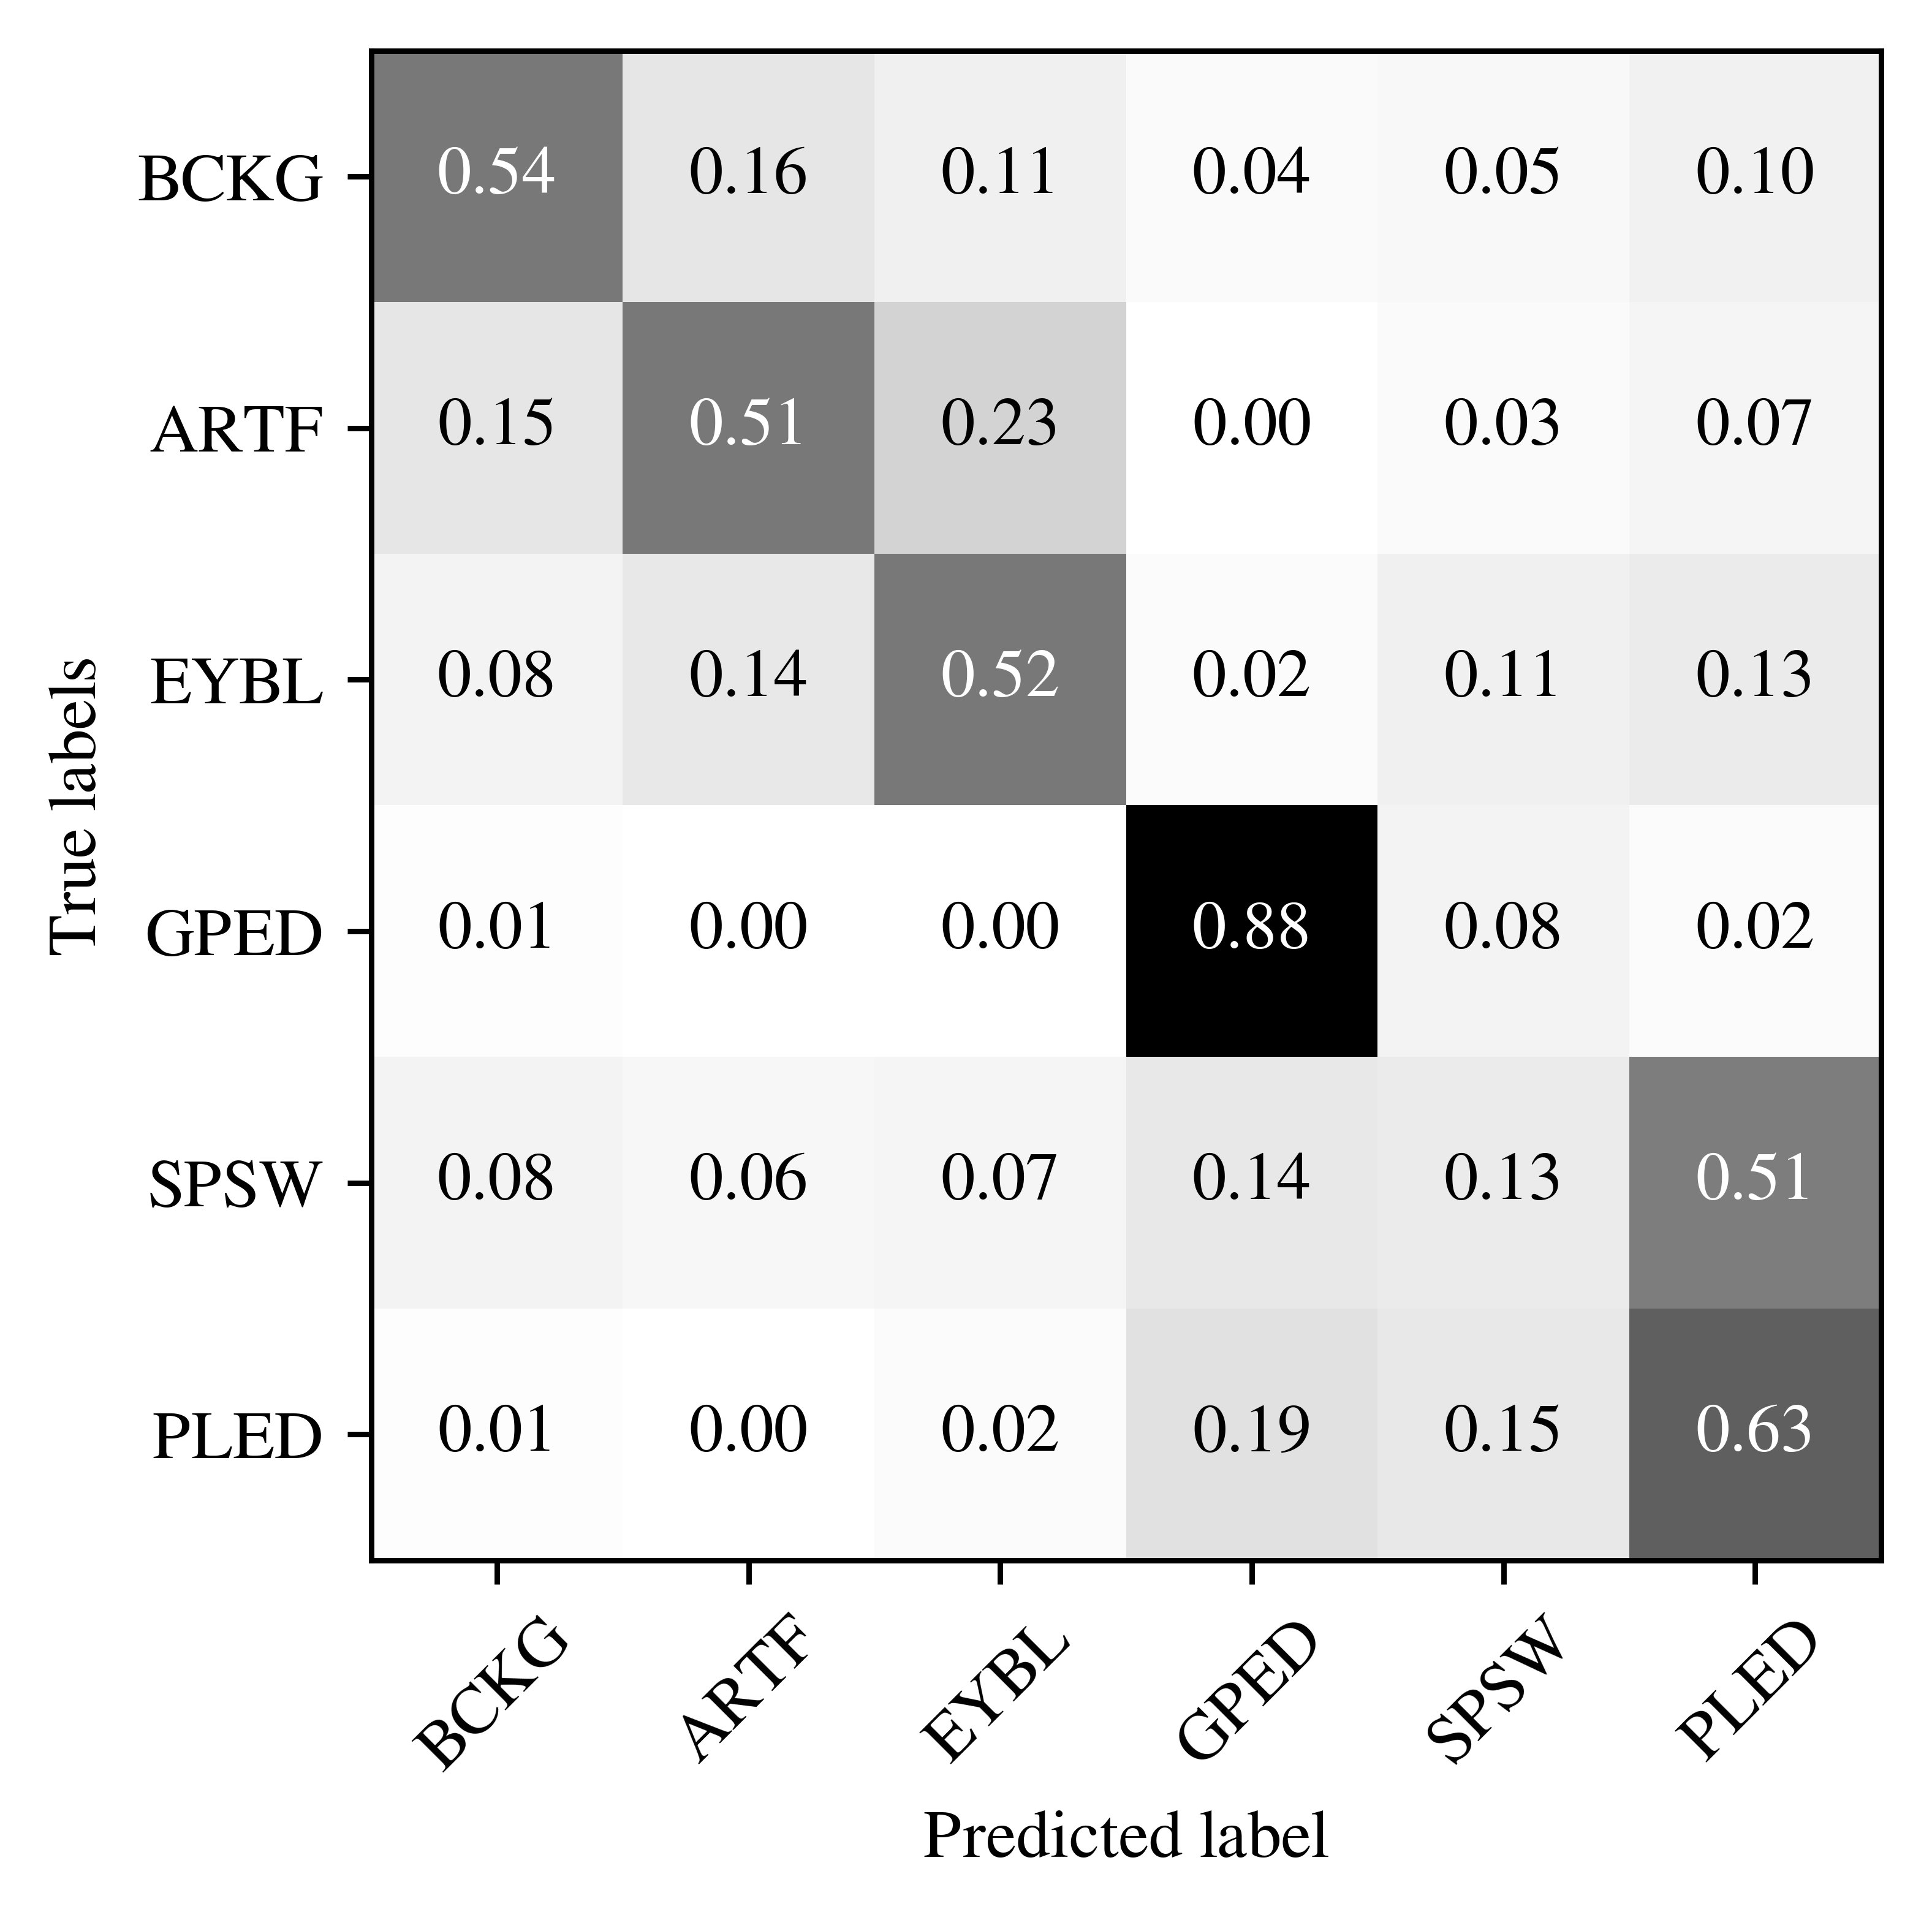 True labels
BCKG 0.54 0.16 0.11 0.04 0.05 0.10
ARTF 0.15 0.51 0.23 0.00 0.03 0.07
EYBL 0.08 0.14 0.52 0.02 0.11 0.13
GPED 0.01 0.00 0.00 0.88 0.08 0.02
SPSW 0.08 0.06 0.07 0.14 0.13 0.51
PLED 0.01 0.00 0.02 0.19 0.15 0.63
BCKG ARTF EYBL GPED SPSW PLED
Predicted label